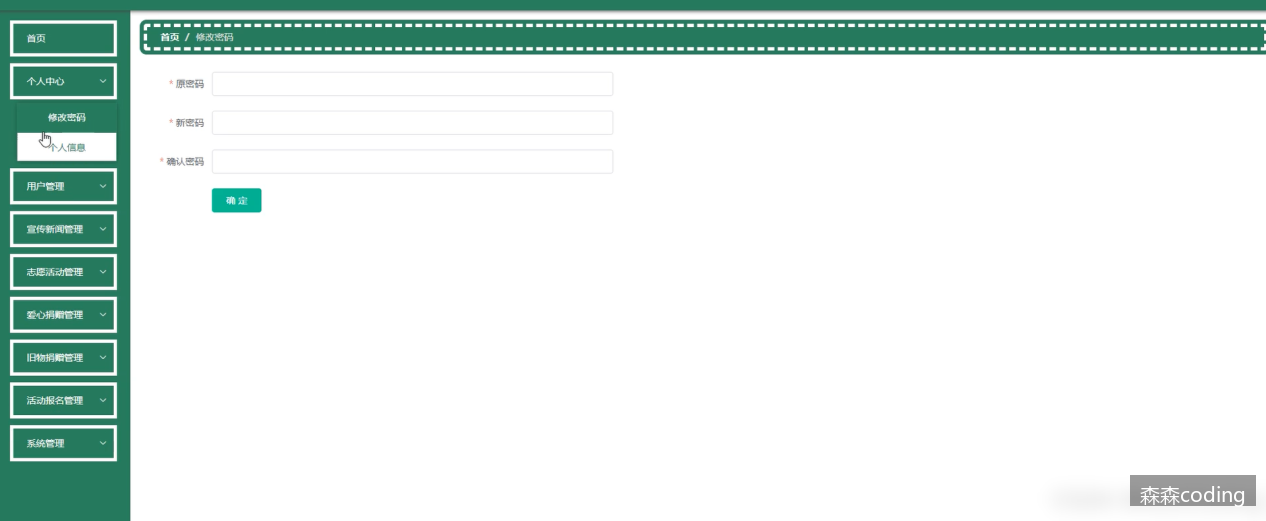 首页
个人中心
修改密码
个人信息
用户管理
宣传新闻管理
志愿活动管理
爱心捐赠管理
旧物捐赠管理
活动报名管理
系统管理
首页 / 修改密码
* 原密码
* 新密码
* 确认密码
确 定
森森coding